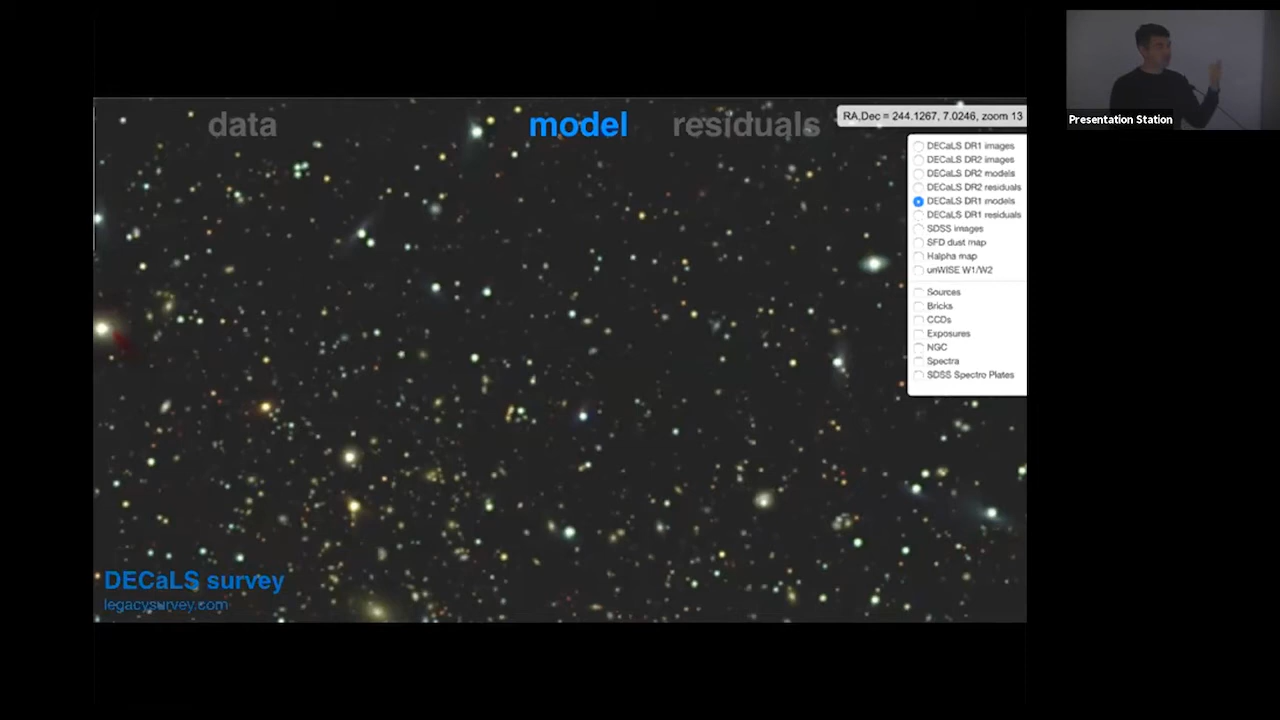 data
model
residuals
RA,Dec = 244.1267, 7.0246, zoom 13
DECaLS DR1 images
DECaLS DR2 images
DECaLS DR2 models
DECaLS DR2 residuals
DECaLS DR1 models
DECaLS DR1 residuals
SDSS images
SFD dust map
Halpha map
unWISE W1/W2
Sources
Bricks
CCDs
Exposures
NGC
Spectra
SDSS Spectro Plates
DECaLS survey
legacysurvey.com
Presentation Station